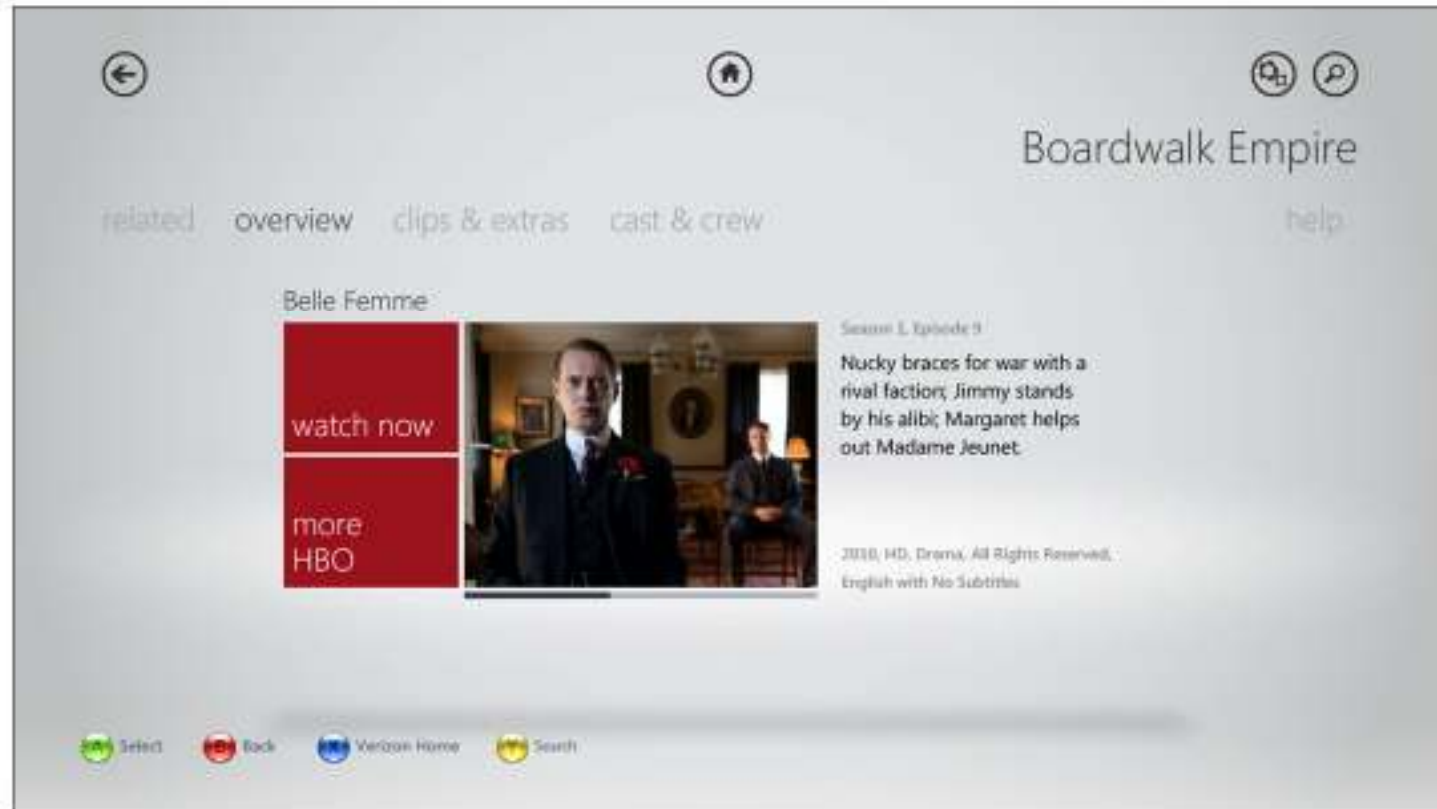 Boardwalk Empire
related overview clips & extras cast & crew help
Belle Femme
watch now
more
HBO
Season 1, Episode 9
Nucky braces for war with a
rival faction; Jimmy stands
by his alibi; Margaret helps
out Madame Jeunet.
2010, HD, Drama, All Rights Reserved,
English with No Subtitles
A Select B Back X Verizon Home Y Search